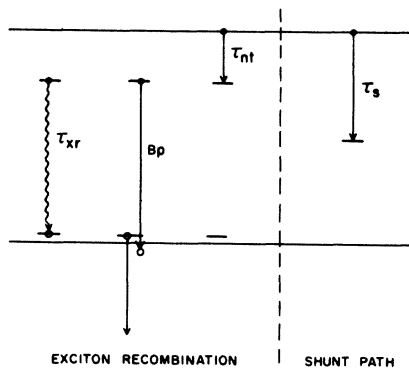 τnt
τs
τxr
Bp
EXCITON RECOMBINATION
SHUNT PATH